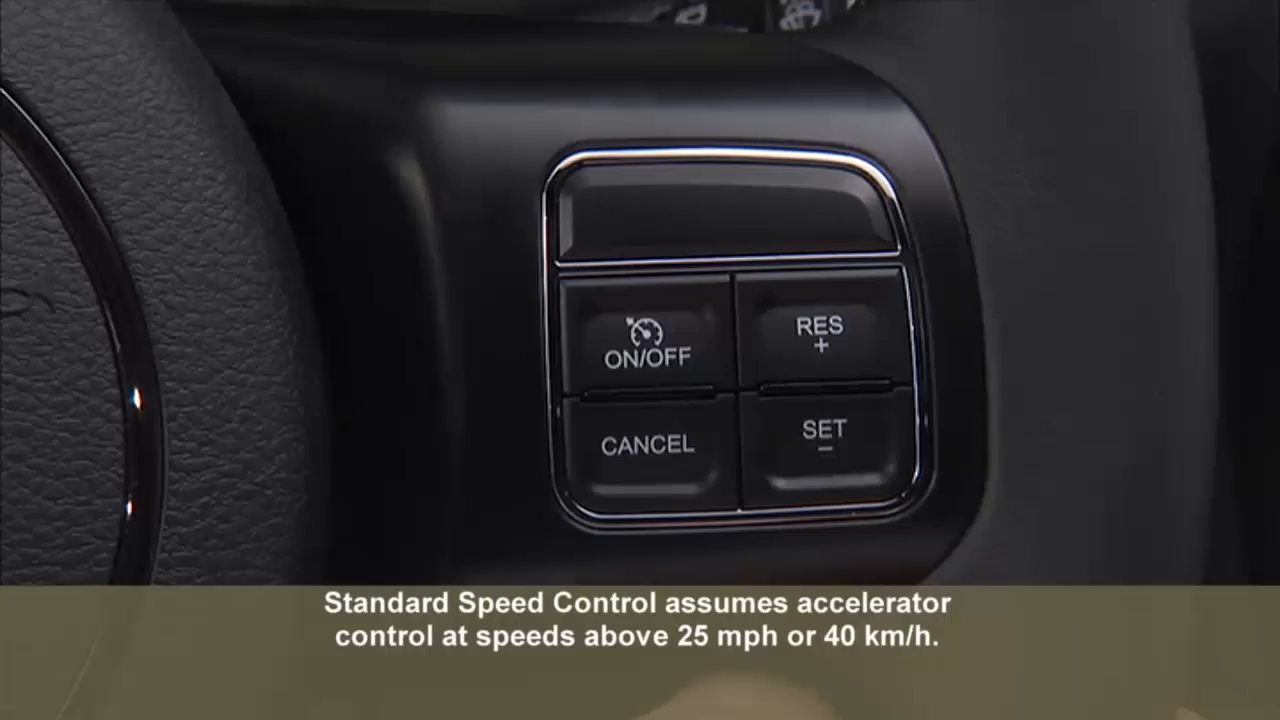 ON/OFF
RES
+
CANCEL
SET
–
Standard Speed Control assumes accelerator
control at speeds above 25 mph or 40 km/h.